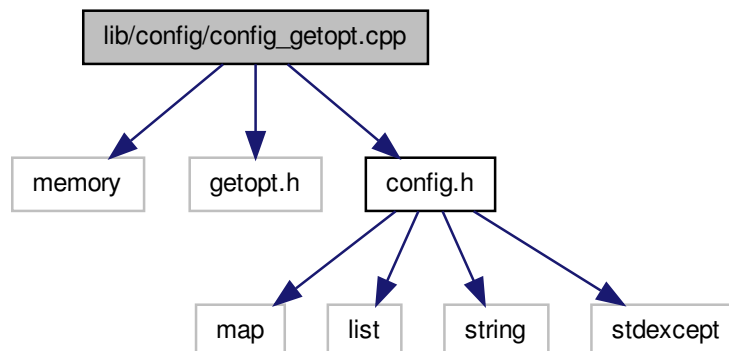 lib/config/config_getopt.cpp
memory
getopt.h
config.h
map
list
string
stdexcept